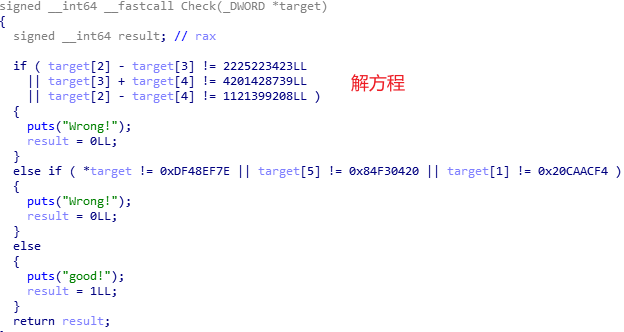 signed __int64 __fastcall Check(_DWORD *target)
{
  signed __int64 result; // rax

  if ( target[2] - target[3] != 2225223423LL
    || target[3] + target[4] != 4201428739LL
    || target[2] - target[4] != 1121399208LL )
解方程
  {
    puts("Wrong!");
    result = 0LL;
  }
  else if ( *target != 0xDF48EF7E || target[5] != 0x84F30420 || target[1] != 0x20CAACF4 )
  {
    puts("Wrong!");
    result = 0LL;
  }
  else
  {
    puts("good!");
    result = 1LL;
  }
  return result;